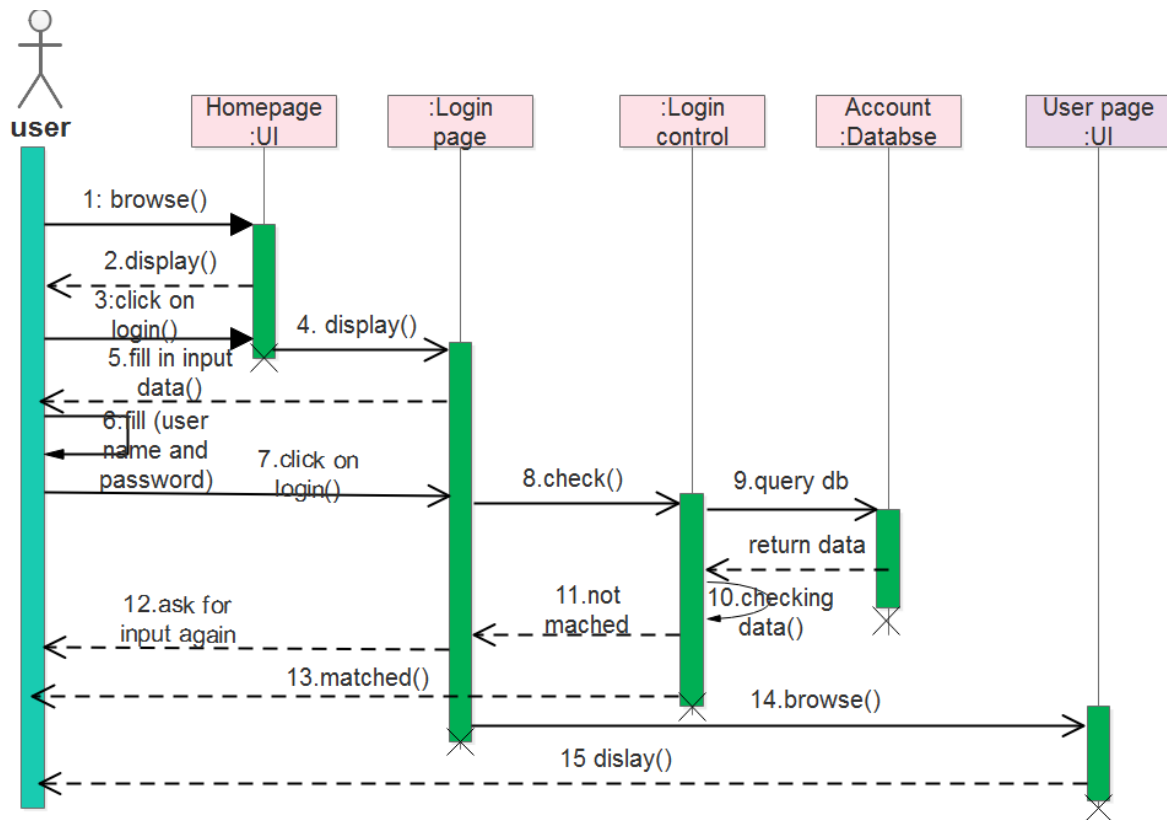 user
Homepage
:UI
:Login
page
:Login
control
Account
:Databse
User page
:UI
1: browse()
2.display()
3:click on
login()
4. display()
5.fill in input
data()
6.fill (user
name and
password)
7.click on
login()
8.check()
9.query db
return data
10.checking
data()
11.not
mached
12.ask for
input again
13.matched()
14.browse()
15 dislay()